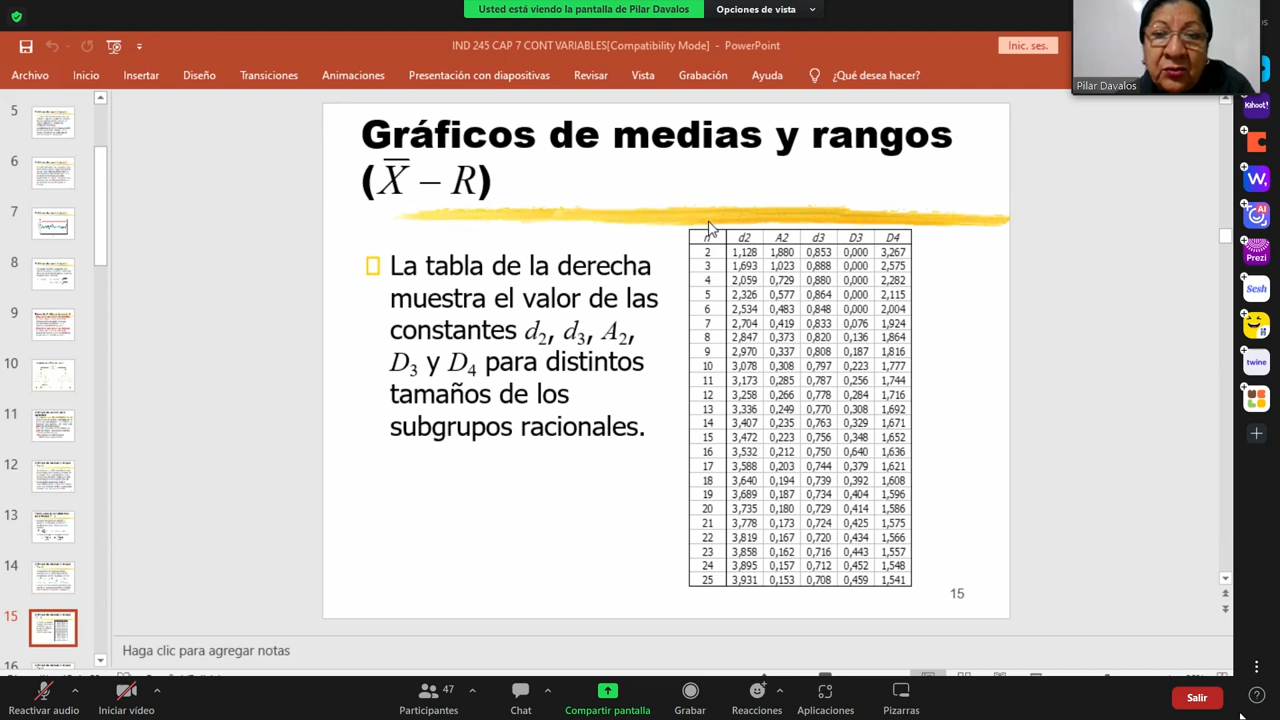 Usted está viendo la pantalla de Pilar Davalos
Opciones de vista
IND 245 CAP 7 CONT VARIABLES[Compatibility Mode] - PowerPoint
Inic. ses.
Archivo Inicio Insertar Diseño Transiciones Animaciones Presentación con diapositivas Revisar Vista Grabación Ayuda ¿Qué desea hacer?
Pilar Davalos
5
6
7
8
9
10
11
12
13
14
15
16
Gráficos de medias y rangos
(X̅ – R)
La tabla de la derecha
muestra el valor de las
constantes d₂, d₃, A₂,
D₃ y D₄ para distintos
tamaños de los
subgrupos racionales.
n d2 A2 d3 D3 D4
2 1,128 1,880 0,853 0,000 3,267
3 1,693 1,023 0,888 0,000 2,575
4 2,059 0,729 0,880 0,000 2,282
5 2,326 0,577 0,864 0,000 2,115
6 2,534 0,483 0,848 0,000 2,004
7 2,704 0,419 0,833 0,076 1,924
8 2,847 0,373 0,820 0,136 1,864
9 2,970 0,337 0,808 0,187 1,816
10 3,078 0,308 0,797 0,223 1,777
11 3,173 0,285 0,787 0,256 1,744
12 3,258 0,266 0,778 0,284 1,716
13 3,336 0,249 0,770 0,308 1,692
14 3,407 0,235 0,763 0,329 1,671
15 3,472 0,223 0,756 0,348 1,652
16 3,532 0,212 0,750 0,640 1,636
17 3,588 0,203 0,744 0,379 1,621
18 3,640 0,194 0,739 0,392 1,608
19 3,689 0,187 0,734 0,404 1,596
20 3,735 0,180 0,729 0,414 1,586
21 3,778 0,173 0,724 0,425 1,575
22 3,819 0,167 0,720 0,434 1,566
23 3,858 0,162 0,716 0,443 1,557
24 3,895 0,157 0,712 0,452 1,548
25 3,931 0,153 0,708 0,459 1,541
15
Kahoot!
W,
Prezi
Sesh
twine
Haga clic para agregar notas
47
Reactivar audio Iniciar video Participantes Chat Compartir pantalla Grabar Reacciones Aplicaciones Pizarras Salir